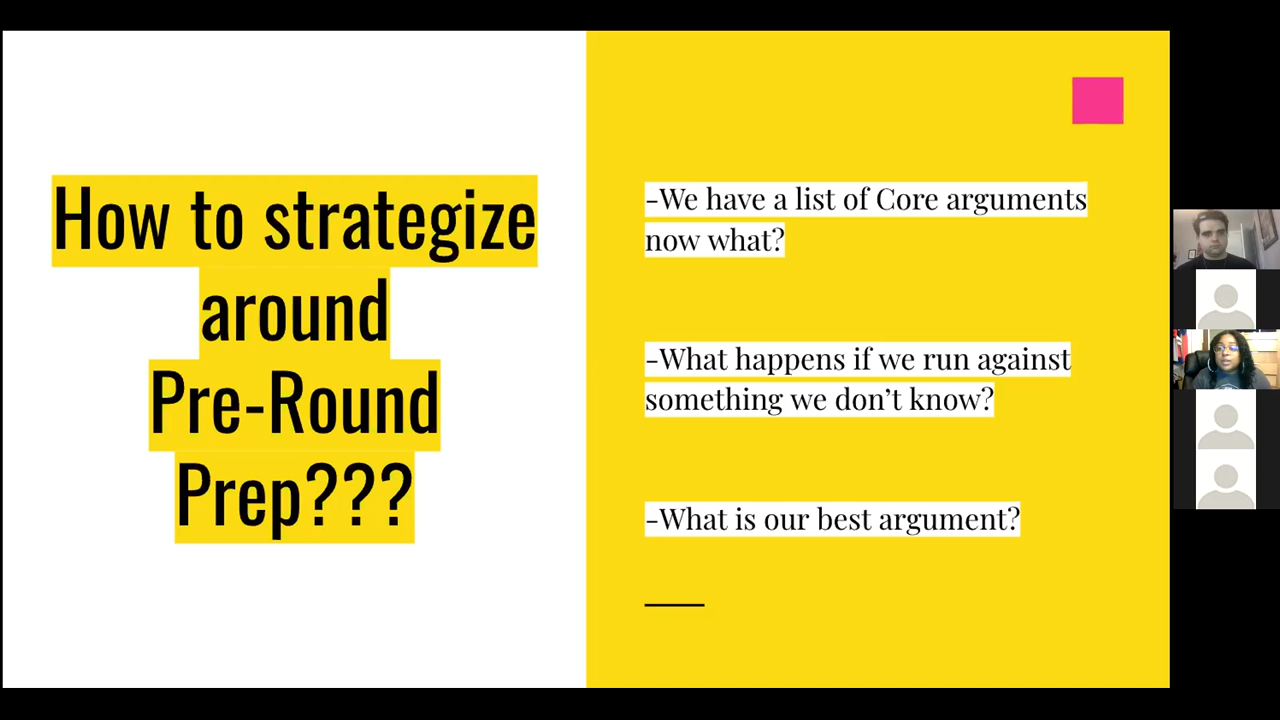 How to strategize
around
Pre-Round
Prep???
-We have a list of Core arguments
now what?
-What happens if we run against
something we don’t know?
-What is our best argument?